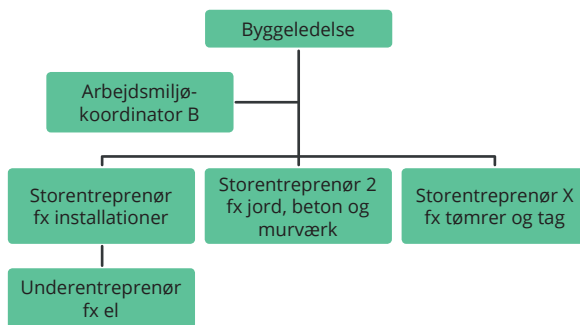 Byggeledelse
Arbejdsmiljø-
koordinator B
Storentreprenør
fx installationer
Storentreprenør 2
fx jord, beton og
murværk
Storentreprenør X
fx tømrer og tag
Underentreprenør
fx el